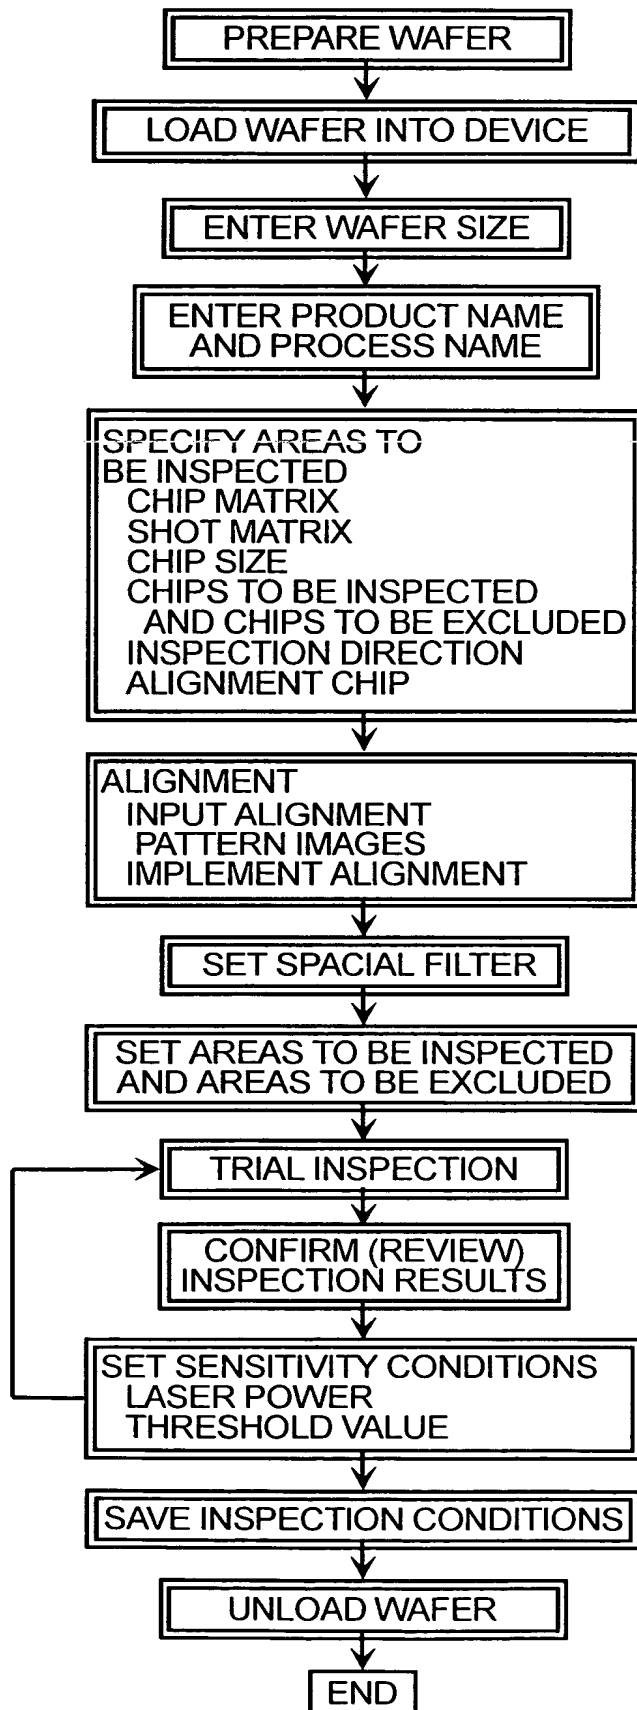 PREPARE WAFER
LOAD WAFER INTO DEVICE
ENTER WAFER SIZE
ENTER PRODUCT NAME
AND PROCESS NAME
SPECIFY AREAS TO
BE INSPECTED
CHIP MATRIX
SHOT MATRIX
CHIP SIZE
CHIPS TO BE INSPECTED
AND CHIPS TO BE EXCLUDED
INSPECTION DIRECTION
ALIGNMENT CHIP
ALIGNMENT
INPUT ALIGNMENT
PATTERN IMAGES
IMPLEMENT ALIGNMENT
SET SPACIAL FILTER
SET AREAS TO BE INSPECTED
AND AREAS TO BE EXCLUDED
TRIAL INSPECTION
CONFIRM (REVIEW)
INSPECTION RESULTS
SET SENSITIVITY CONDITIONS
LASER POWER
THRESHOLD VALUE
SAVE INSPECTION CONDITIONS
UNLOAD WAFER
END